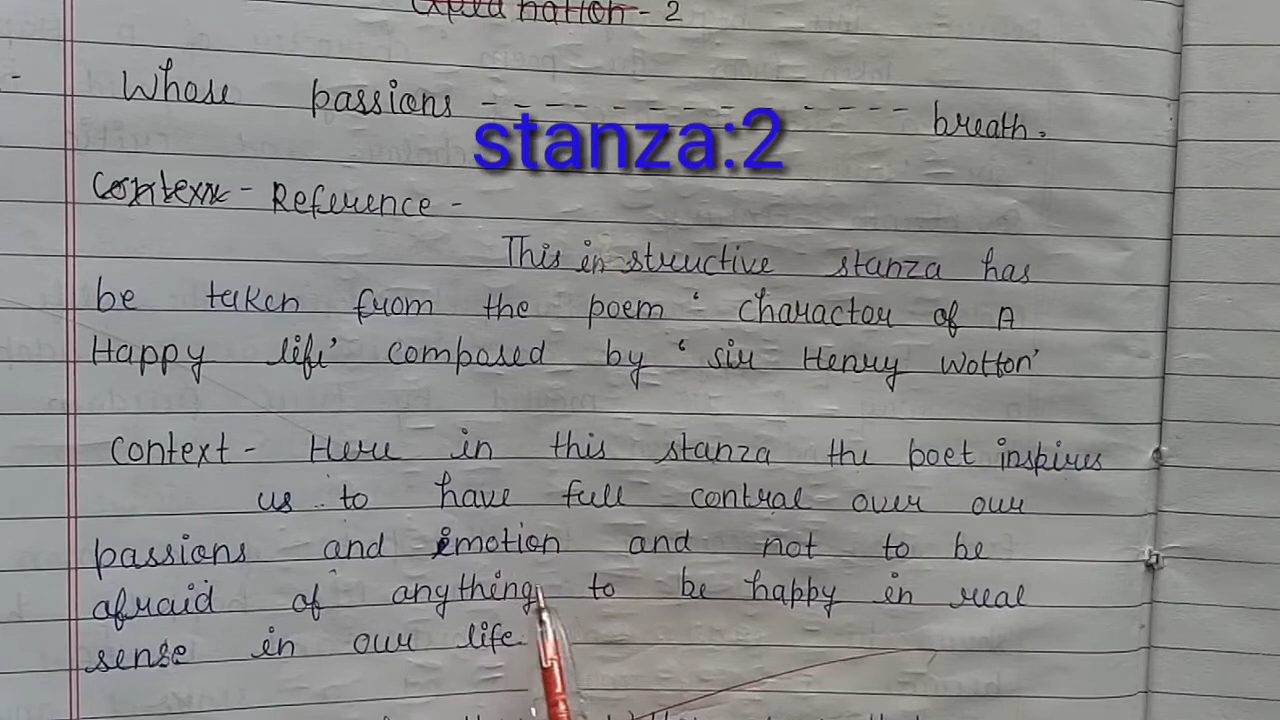 Explanation - 2
Whose passions - - - - - - - - - - - - - breath.
stanza:2
Context - Reference -
This instructive stanza has
be taken from the poem ' charactor of A
Happy life' composed by ' sir Henry Wotton'
Context - Here in this stanza the poet inspires
us to have full control over our
passions and emotion and not to be
afraid of anything to be happy in real
sense in our life.